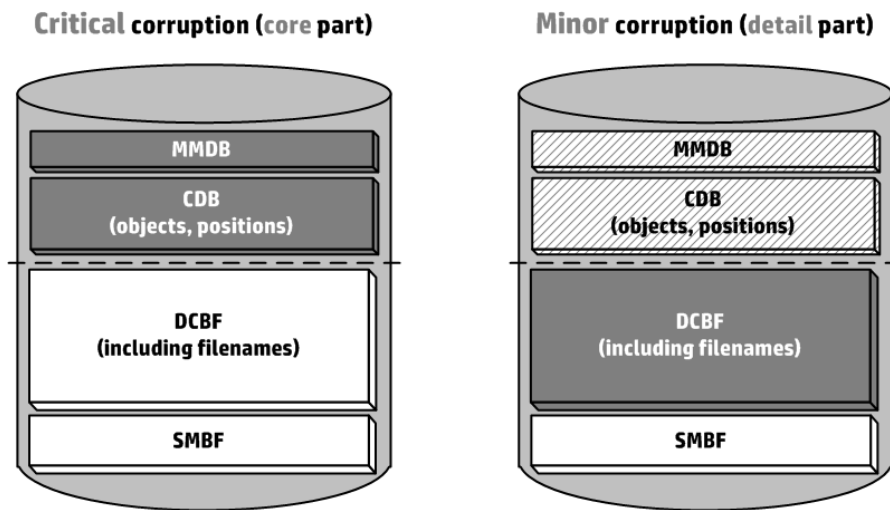 Critical corruption (core part)
MMDB
CDB
(objects, positions)
DCBF
(including filenames)
SMBF
Minor corruption (detail part)
MMDB
CDB
(objects, positions)
DCBF
(including filenames)
SMBF